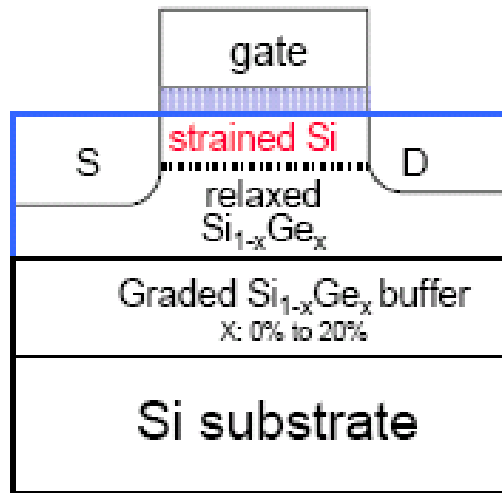 gate
strained Si
S
D
relaxed
Si₁₋ₓGeₓ
Graded Si₁₋ₓGeₓ buffer
X: 0% to 20%
Si substrate